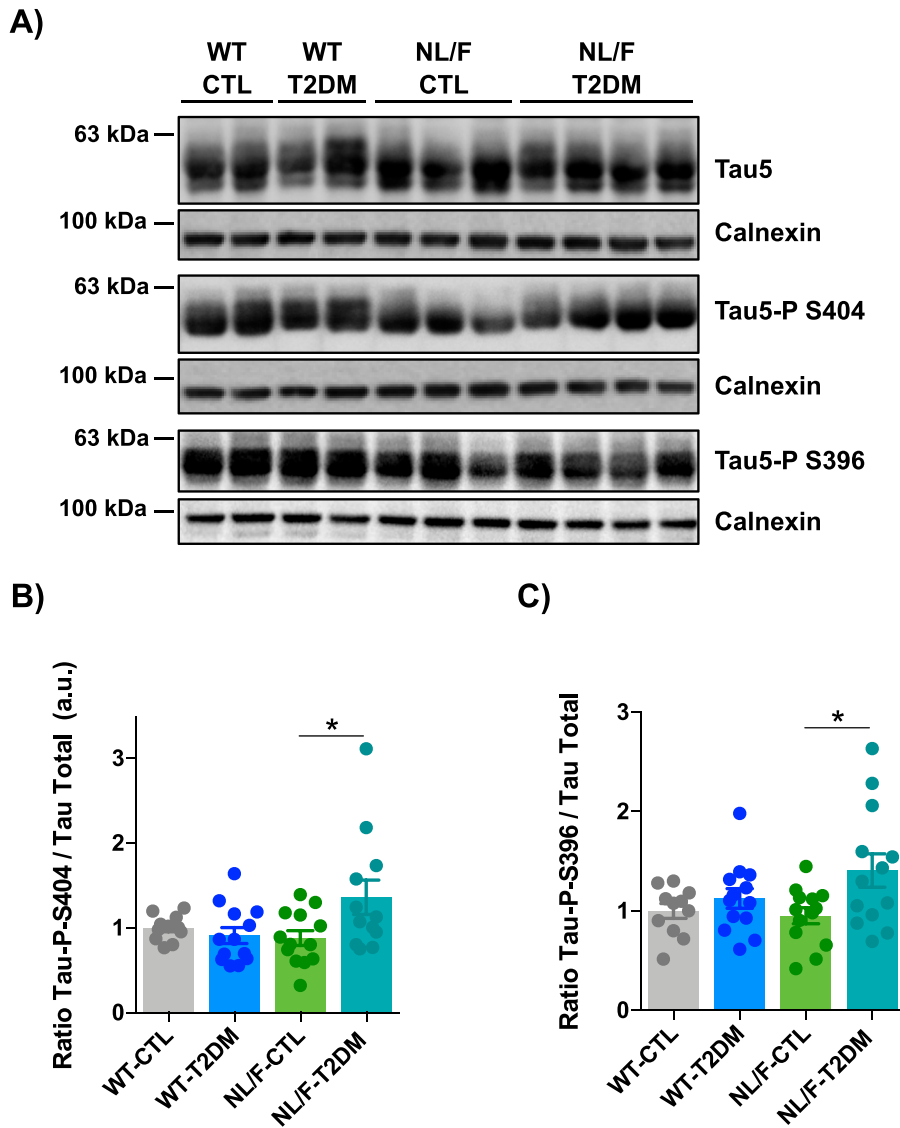 A)
WT WT NL/F NL/F
CTL T2DM CTL T2DM
63 kDa
Tau5
100 kDa
Calnexin
63 kDa
Tau5-P S404
100 kDa
Calnexin
63 kDa
Tau5-P S396
100 kDa
Calnexin
B)
Ratio Tau-P-S404 / Tau Total (a.u.)
3
2
1
0
*
WT-CTL
WT-T2DM
NL/F-CTL
NL/F-T2DM
C)
Ratio Tau-P-S396 / Tau Total
3
2
1
0
*
WT-CTL
WT-T2DM
NL/F-CTL
NL/F-T2DM